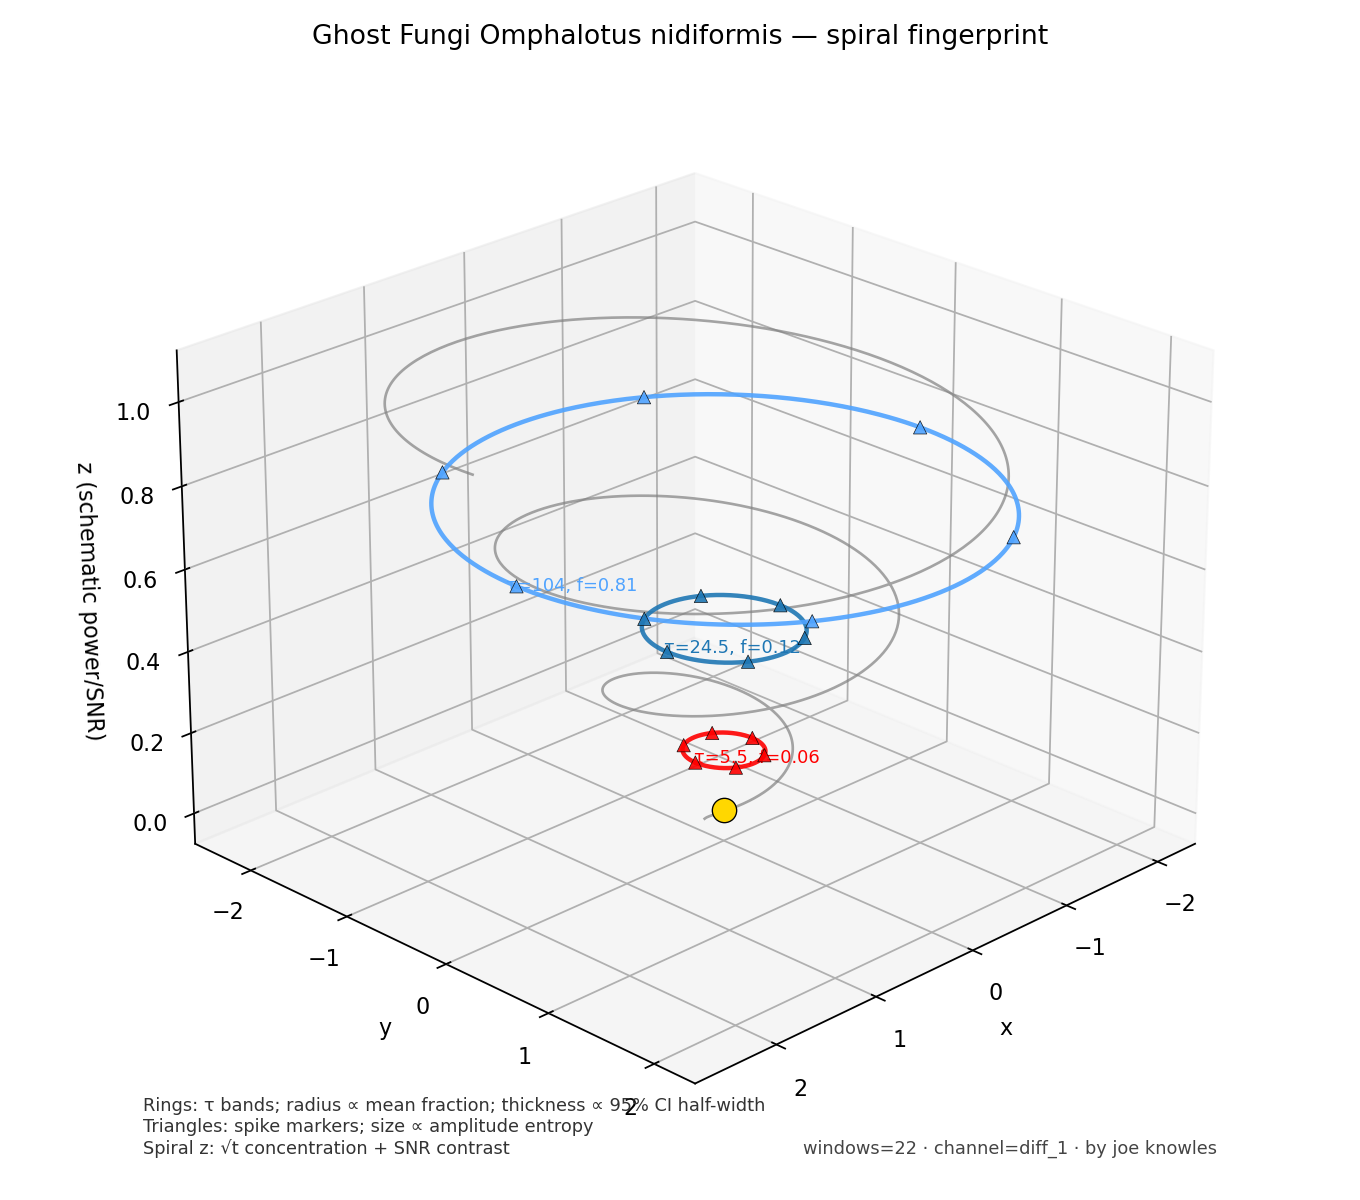 Ghost Fungi Omphalotus nidiformis — spiral fingerprint
1.0
0.8
0.6
0.4
0.2
0.0
z (schematic power/SNR)
τ=104, f=0.81
τ=24.5, f=0.12
τ=5.5, f=0.06
−2
−1
0
1
2
y
−2
−1
0
1
2
x
Rings: τ bands; radius ∝ mean fraction; thickness ∝ 95% CI half-width
Triangles: spike markers; size ∝ amplitude entropy
Spiral z: √t concentration + SNR contrast
windows=22 · channel=diff_1 · by joe knowles